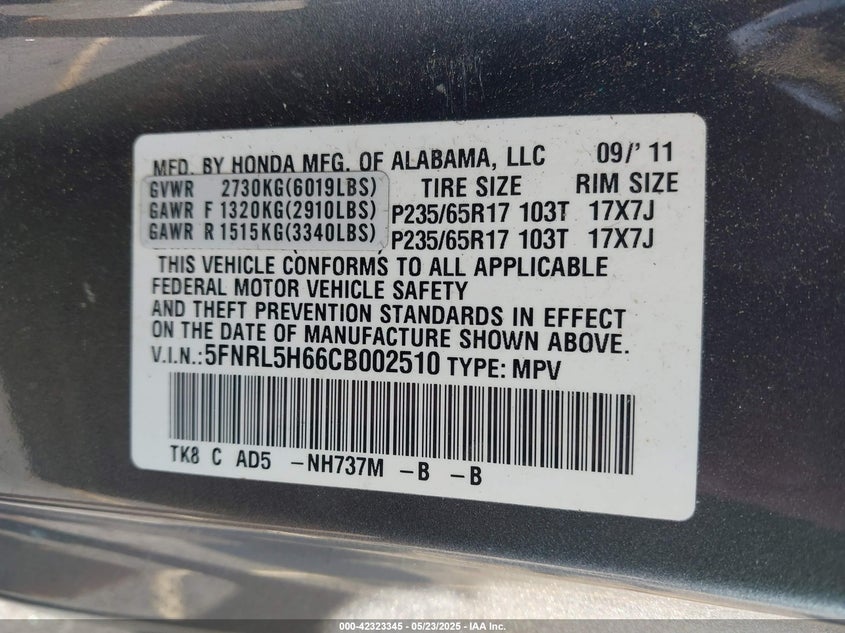 MFD. BY HONDA MFG. OF ALABAMA, LLC 09/' 11
GVWR 2730KG(6019LBS) TIRE SIZE RIM SIZE
GAWR F 1320KG(2910LBS) P235/65R17 103T 17X7J
GAWR R 1515KG(3340LBS) P235/65R17 103T 17X7J
THIS VEHICLE CONFORMS TO ALL APPLICABLE
FEDERAL MOTOR VEHICLE SAFETY
AND THEFT PREVENTION STANDARDS IN EFFECT
ON THE DATE OF MANUFACTURE SHOWN ABOVE.
V.I.N.:5FNRL5H66CB002510 TYPE: MPV
TK8 C AD5 -NH737M -B -B
000-42323345 — 05/23/2025 — IAA Inc.